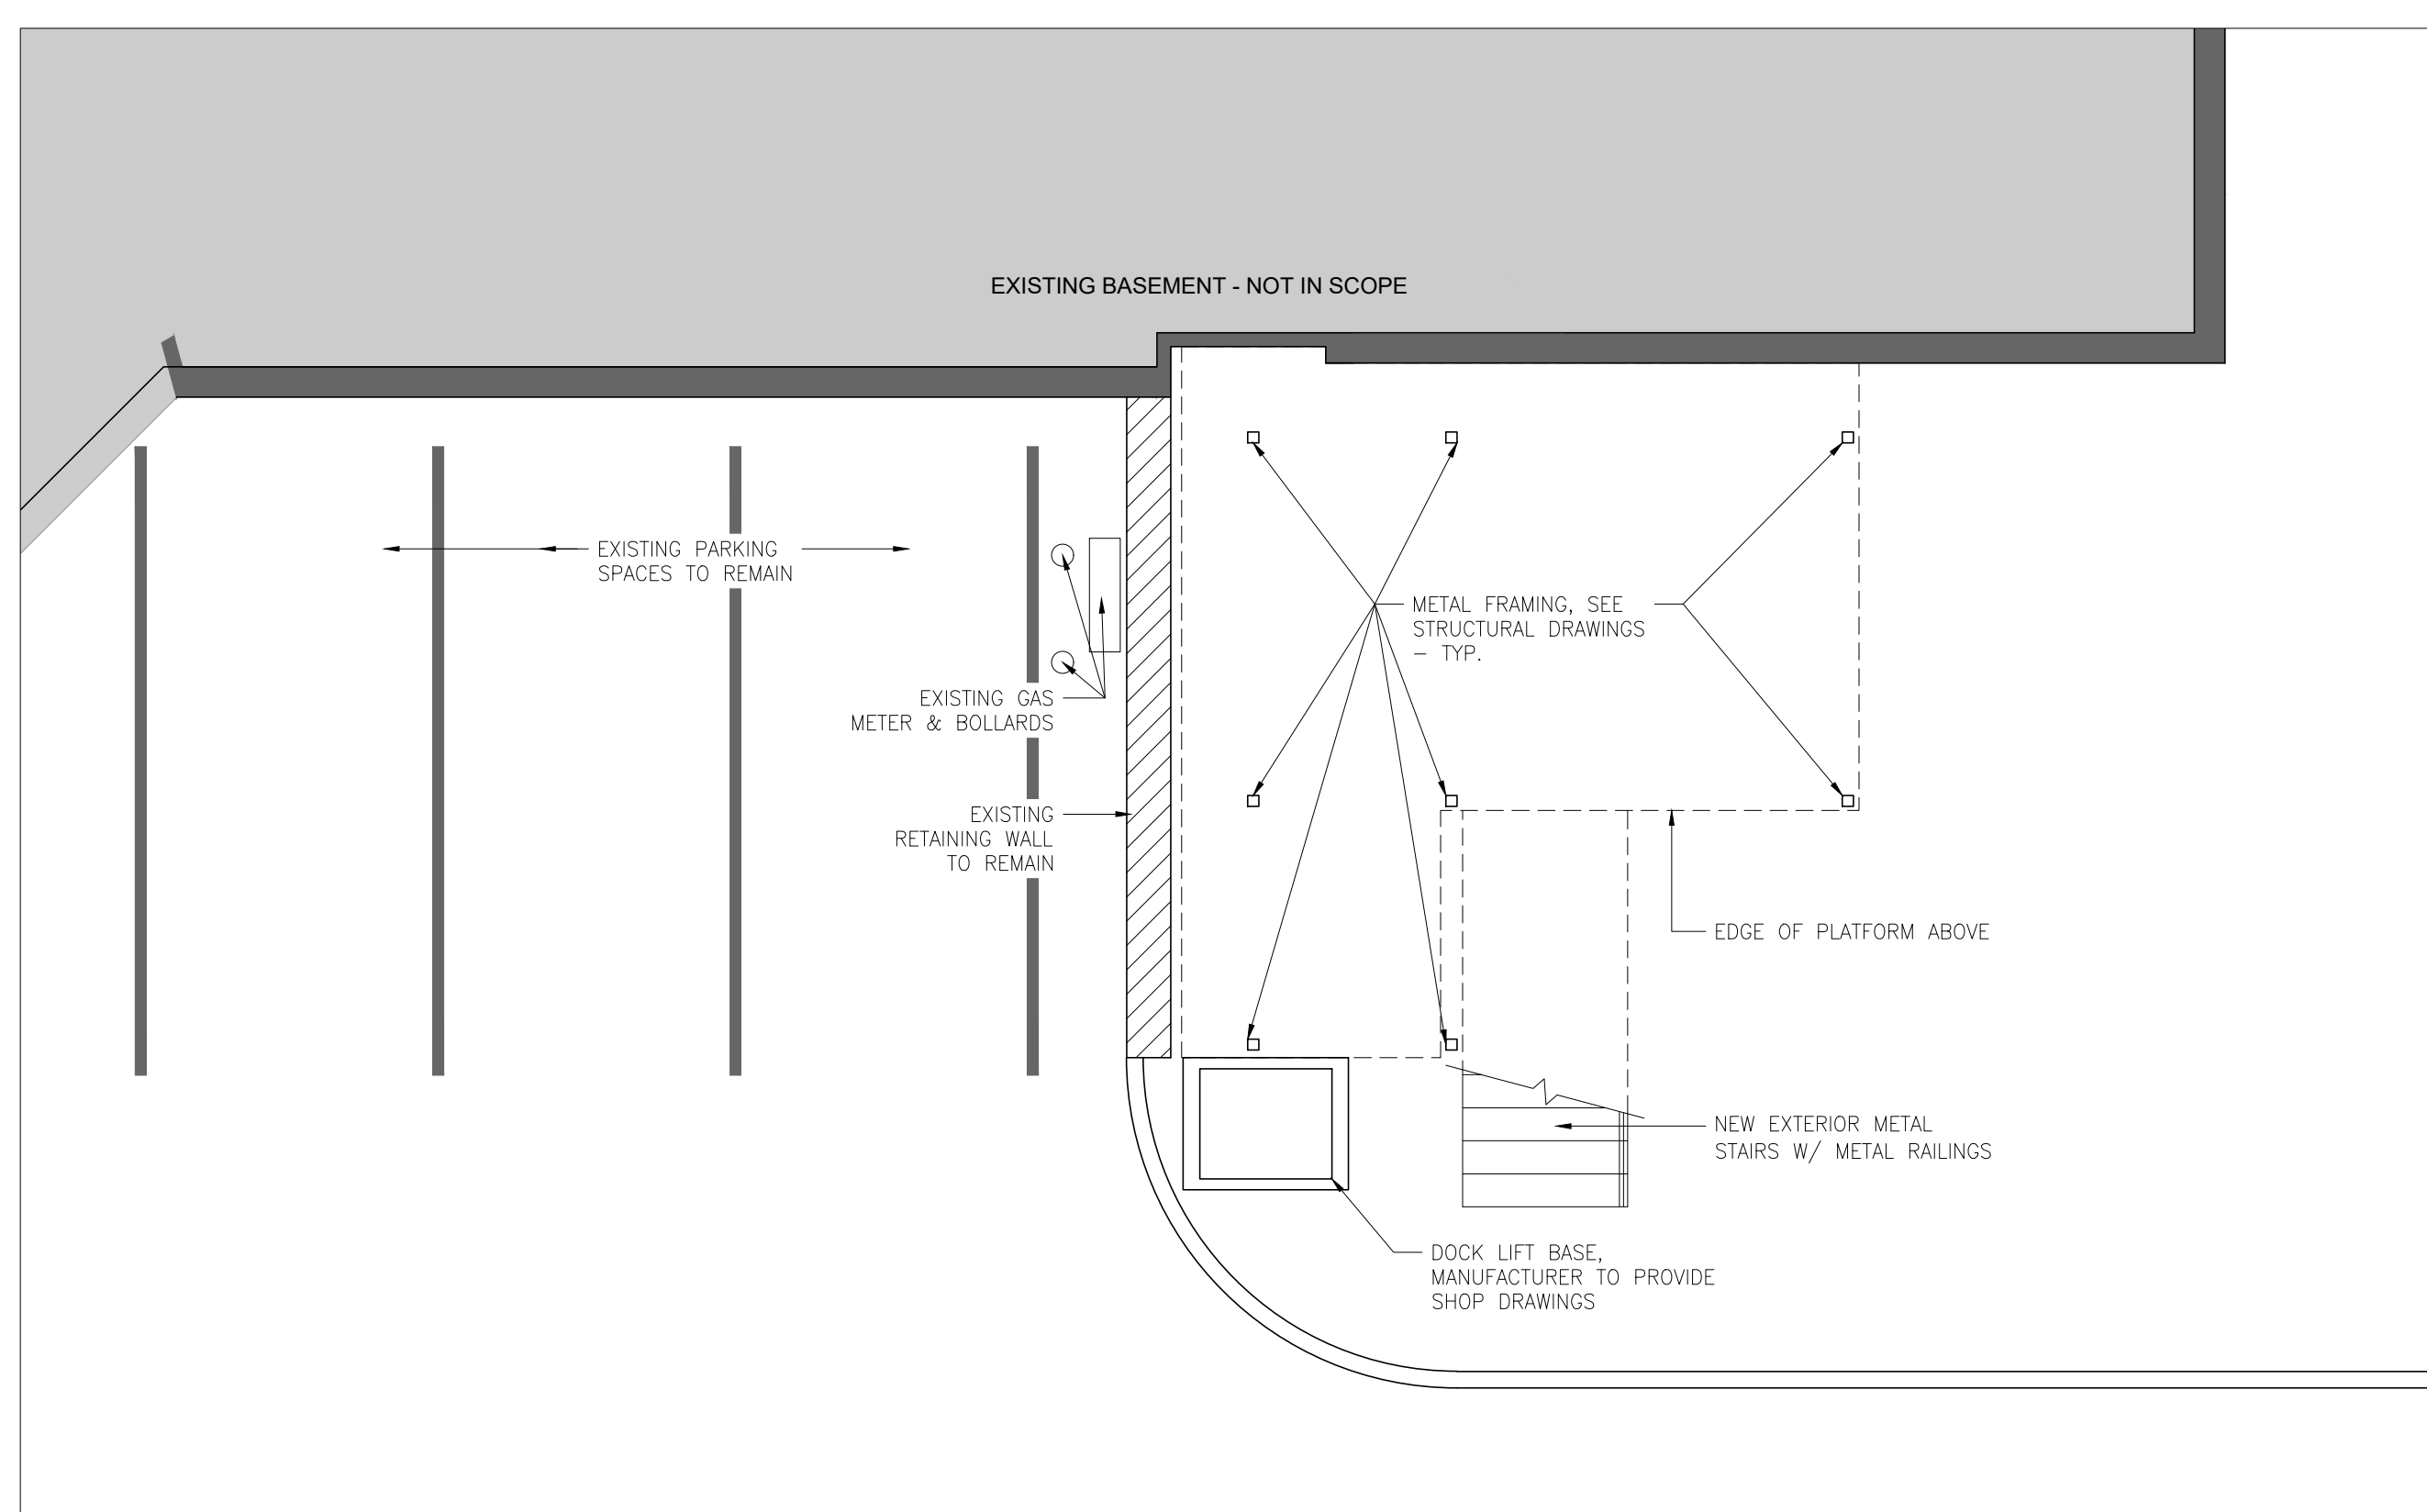 EXISTING BASEMENT - NOT IN SCOPE
EXISTING PARKING
SPACES TO REMAIN
METAL FRAMING, SEE
STRUCTURAL DRAWINGS
– TYP.
EXISTING GAS
METER & BOLLARDS
EXISTING
RETAINING WALL
TO REMAIN
EDGE OF PLATFORM ABOVE
NEW EXTERIOR METAL
STAIRS W/ METAL RAILINGS
DOCK LIFT BASE,
MANUFACTURER TO PROVIDE
SHOP DRAWINGS